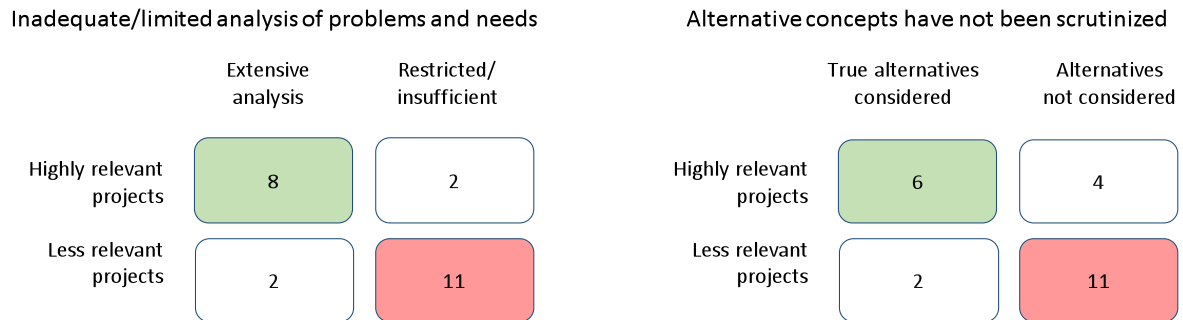 Inadequate/limited analysis of problems and needs
Extensive
analysis
Restricted/
insufficient
Highly relevant
projects
8
2
Less relevant
projects
2
11
Alternative concepts have not been scrutinized
True alternatives
considered
Alternatives
not considered
Highly relevant
projects
6
4
Less relevant
projects
2
11